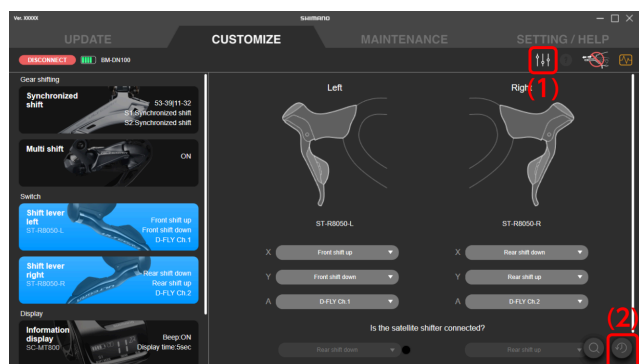 Ver. XXXXX
SHIMANO
UPDATE
CUSTOMIZE
MAINTENANCE
SETTING / HELP
DISCONNECT
BM-DN100
(1)
Gear shifting
Synchronized
shift
53-39|11-32
S1 Synchronized shift
S2 Synchronized shift
Multi shift
ON
Switch
Shift lever
left
ST-R8050-L
Front shift up
Front shift down
D-FLY Ch.1
Shift lever
right
ST-R8050-R
Rear shift down
Rear shift up
D-FLY Ch.2
Display
Information
display
SC-MT800
Beep:ON
Display time:5sec
Left
Right
ST-R8050-L
ST-R8050-R
X Front shift up
X Rear shift down
Y Front shift down
Y Rear shift up
A D-FLY Ch.1
A D-FLY Ch.2
Is the satellite shifter connected?
Rear shift down
Rear shift up
(2)